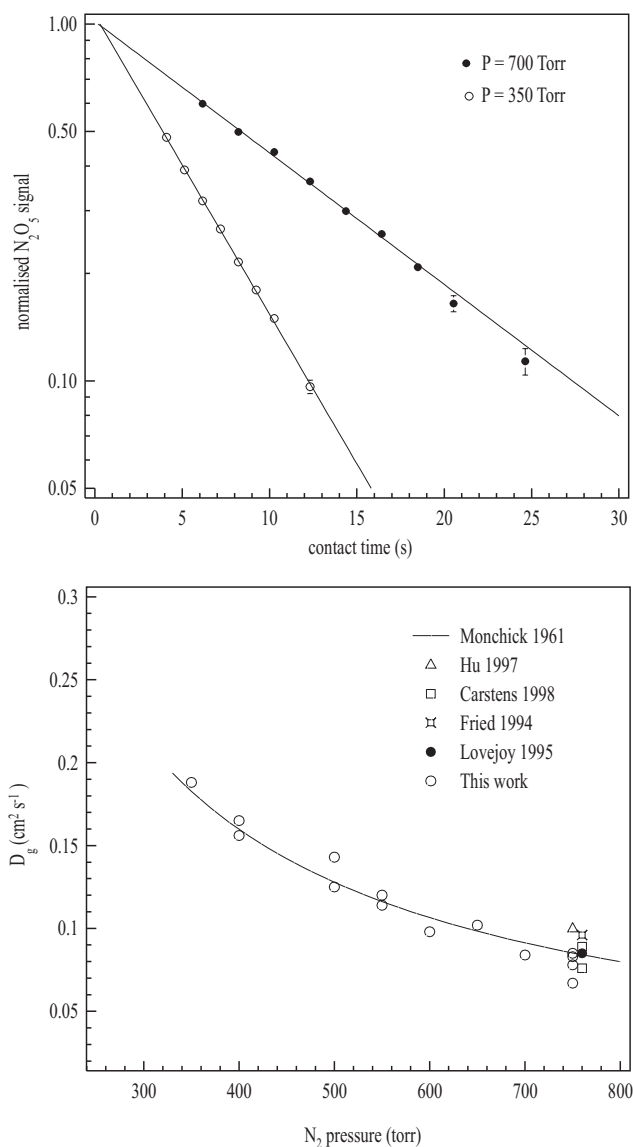 1.00
0.50
0.10
0.05
normalised N2O5 signal
P = 700 Torr
P = 350 Torr
0 5 10 15 20 25 30
contact time (s)
0.3
0.25
0.2
0.15
0.1
0.05
Dg (cm² s⁻¹)
Monchick 1961
Hu 1997
Carstens 1998
Fried 1994
Lovejoy 1995
This work
300 400 500 600 700 800
N2 pressure (torr)